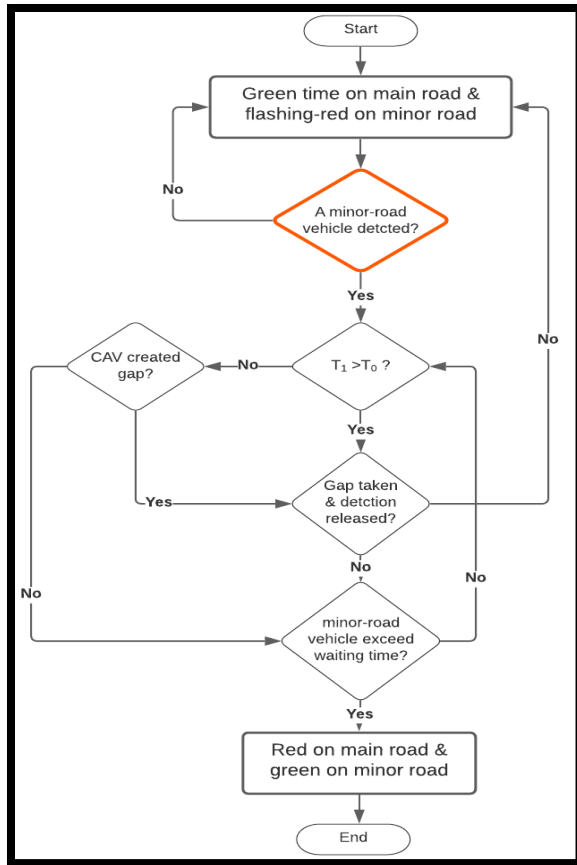 Start
Green time on main road &
flashing-red on minor road
No
A minor-road
vehicle detcted?
Yes
CAV created
gap?
No
T₁ >T₀ ?
No
Yes
Yes
Gap taken
& detction
released?
No
No
No
minor-road
vehicle exceed
waiting time?
Yes
Red on main road &
green on minor road
End